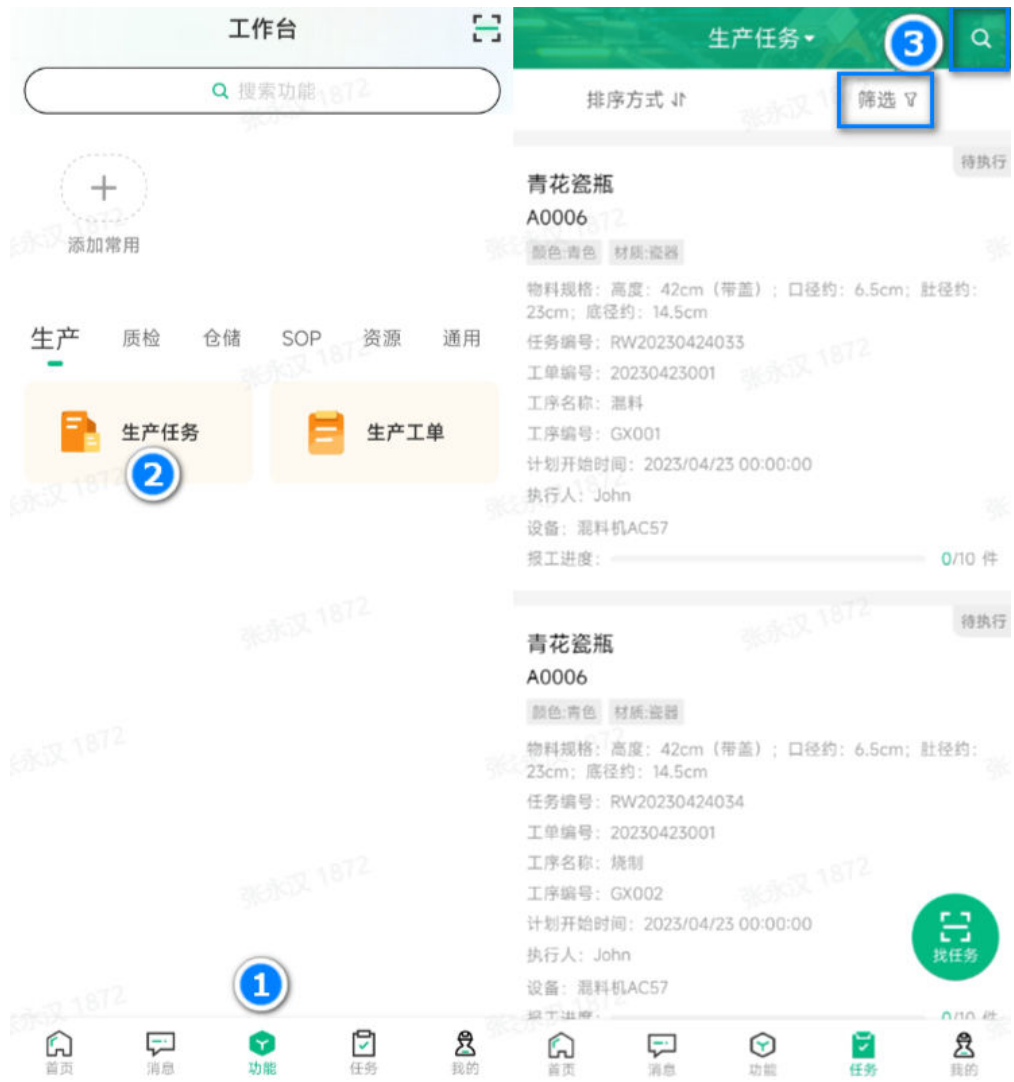 工作台
搜索功能
添加常用
生产 质检 仓储 SOP 资源 通用
生产任务 生产工单
2
1
首页 消息 功能 任务 我的
生产任务
3
排序方式 筛选
待执行
青花瓷瓶
A0006
颜色:青色 材质:瓷器
物料规格：高度：42cm（带盖）；口径约：6.5cm；肚径约：
23cm；底径约：14.5cm
任务编号：RW20230424033
工单编号：20230423001
工序名称：混料
工序编号：GX001
计划开始时间：2023/04/23 00:00:00
执行人：John
设备：混料机AC57
报工进度： 0/10 件
待执行
青花瓷瓶
A0006
颜色:青色 材质:瓷器
物料规格：高度：42cm（带盖）；口径约：6.5cm；肚径约：
23cm；底径约：14.5cm
任务编号：RW20230424034
工单编号：20230423001
工序名称：烧制
工序编号：GX002
计划开始时间：2023/04/23 00:00:00
执行人：John
设备：混料机AC57
找任务
报工进度： 0/10 件
首页 消息 功能 任务 我的
张永汉 1872